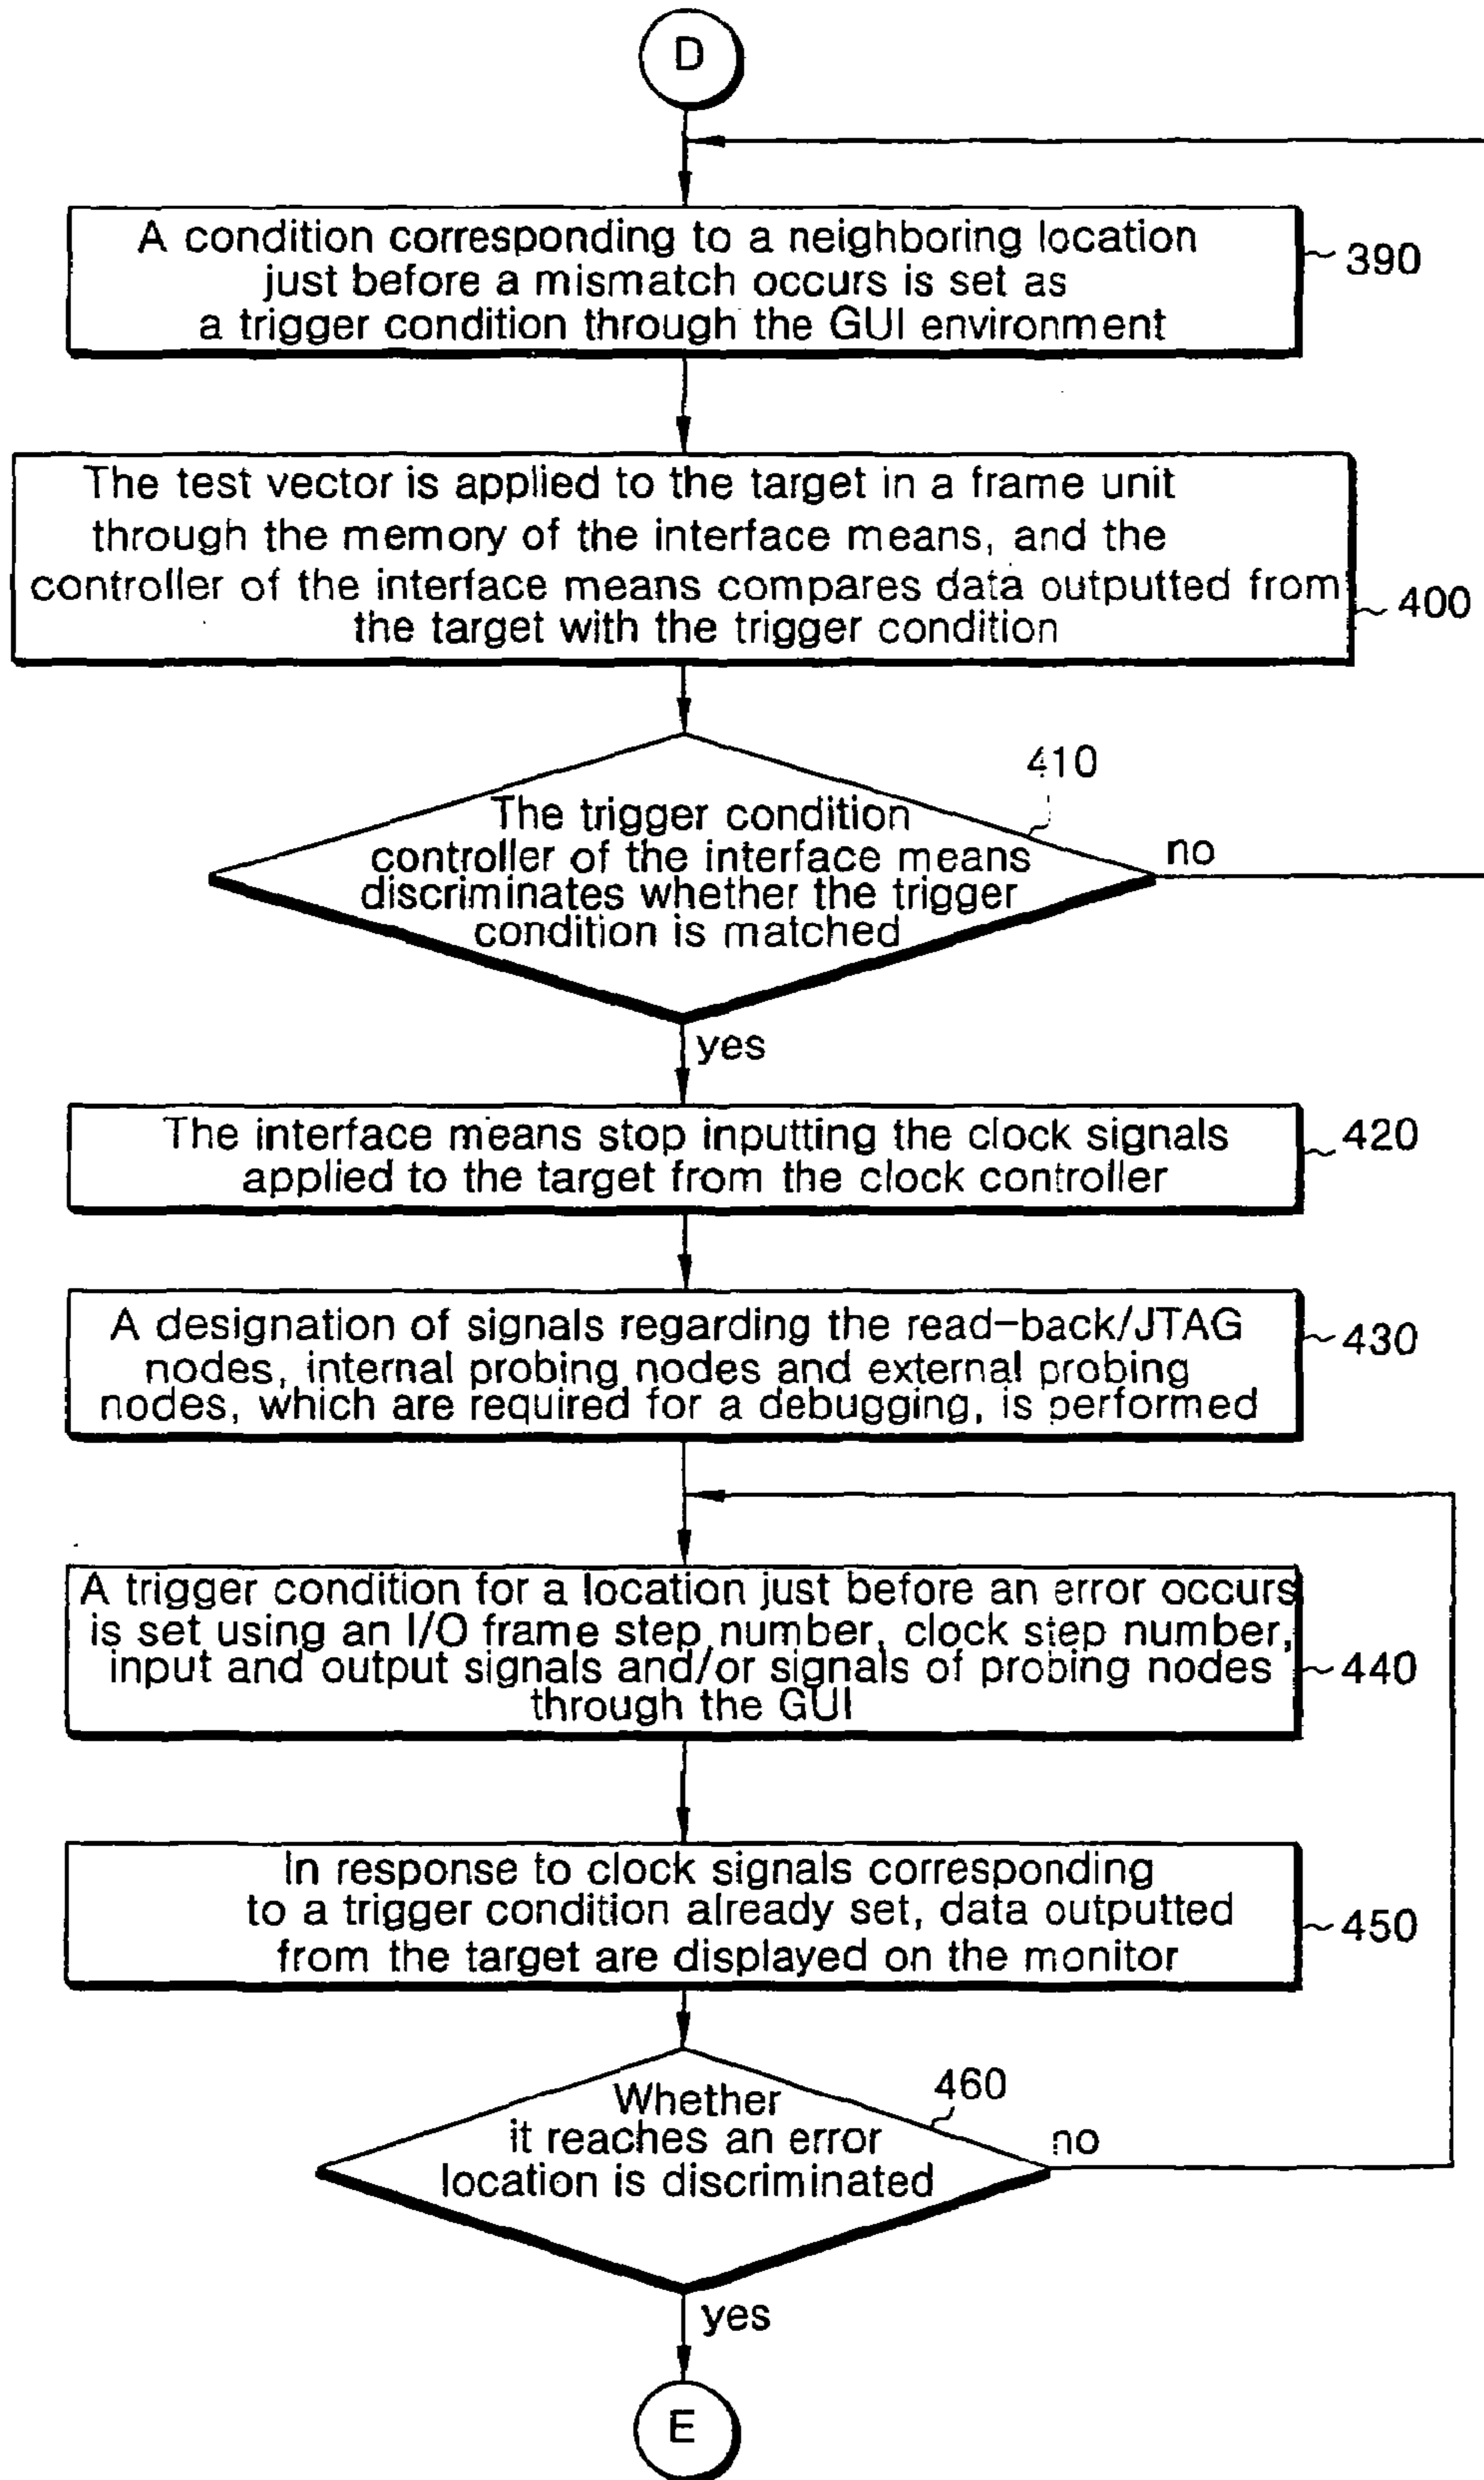 D
A condition corresponding to a neighboring location
just before a mismatch occurs is set as
a trigger condition through the GUI environment
390
The test vector is applied to the target in a frame unit
through the memory of the interface means, and the
controller of the interface means compares data outputted from
the target with the trigger condition
400
410
The trigger condition
controller of the interface means
discriminates whether the trigger
condition is matched
no
yes
The interface means stop inputting the clock signals
applied to the target from the clock controller
420
A designation of signals regarding the read-back/JTAG
nodes, internal probing nodes and external probing
nodes, which are required for a debugging, is performed
430
A trigger condition for a location just before an error occurs
is set using an I/O frame step number, clock step number,
input and output signals and/or signals of probing nodes
through the GUI
440
In response to clock signals corresponding
to a trigger condition already set, data outputted
from the target are displayed on the monitor
450
460
Whether
it reaches an error
location is discriminated
no
yes
E